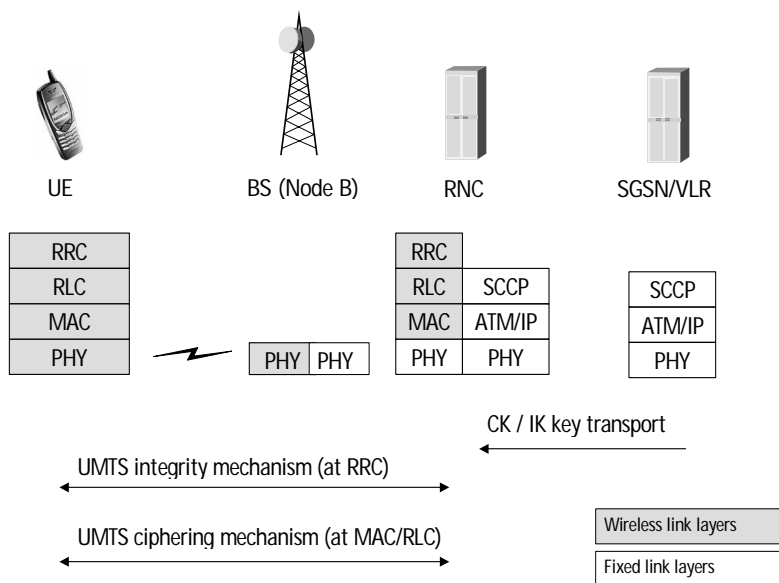 UE
BS (Node B)
RNC
SGSN/VLR
RRC
RLC
MAC
PHY
PHY PHY
RRC
RLC SCCP
MAC ATM/IP
PHY PHY
SCCP
ATM/IP
PHY
CK / IK key transport
UMTS integrity mechanism (at RRC)
UMTS ciphering mechanism (at MAC/RLC)
Wireless link layers
Fixed link layers